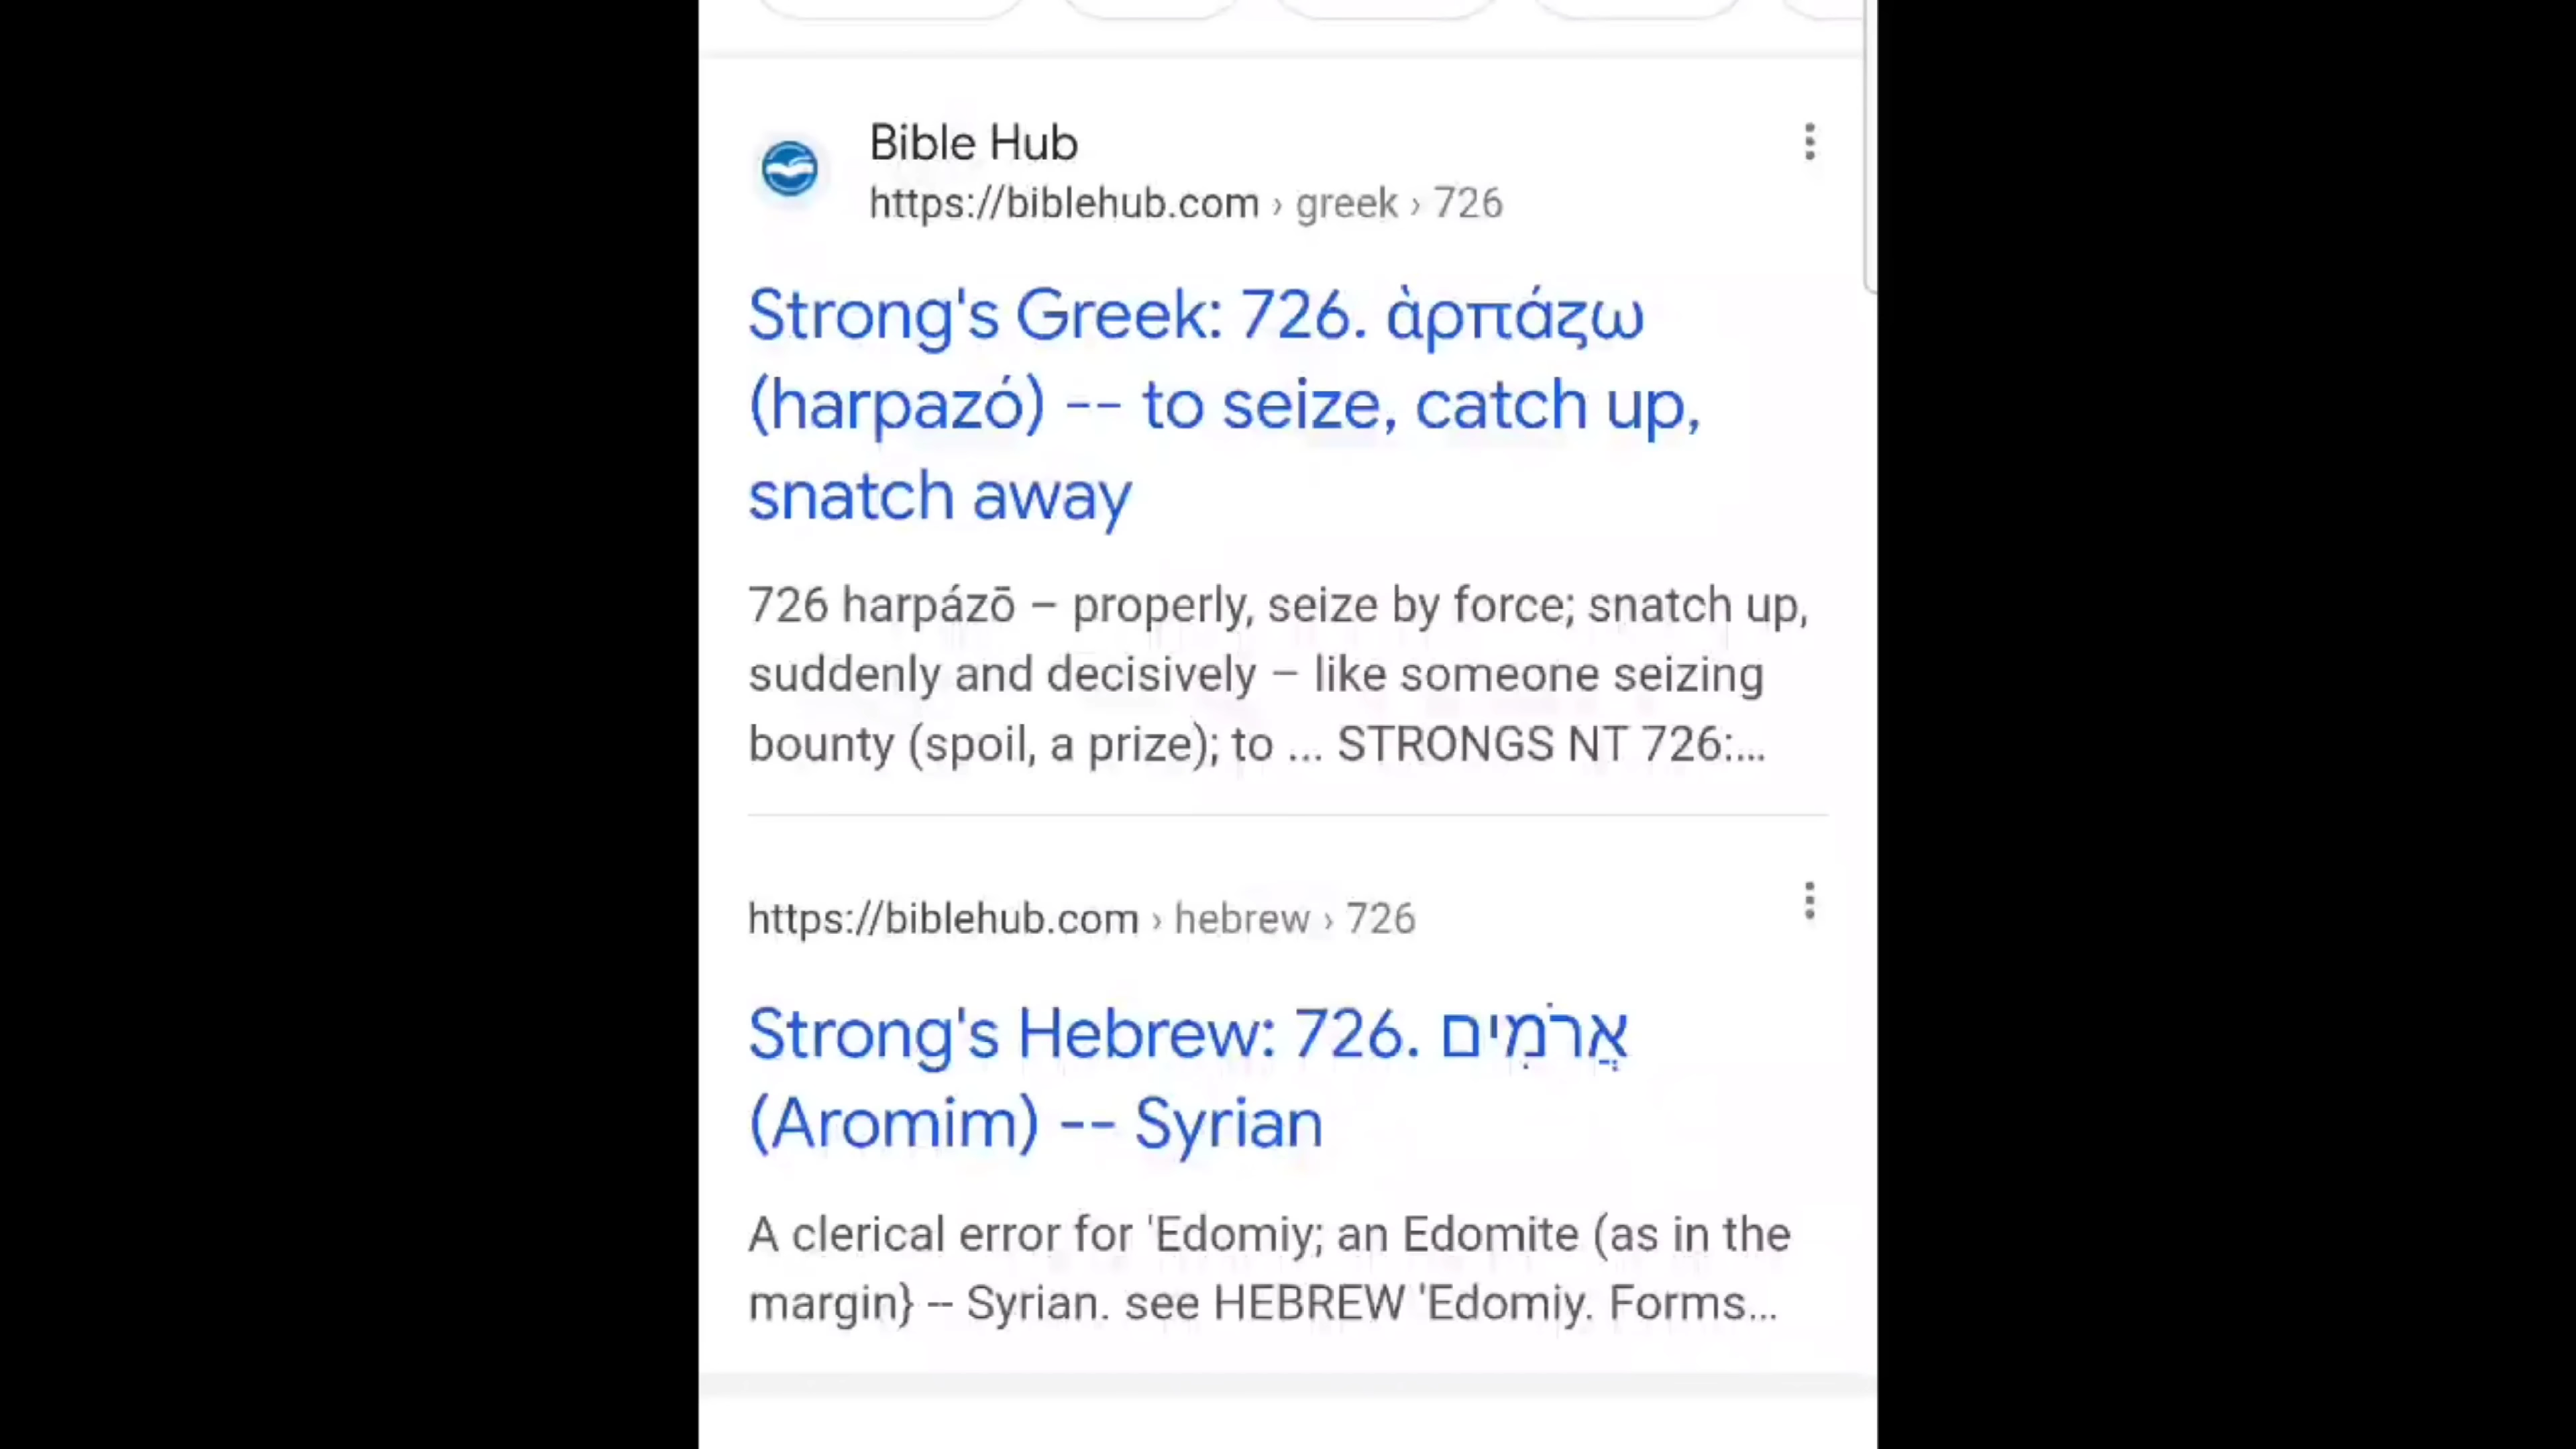 Bible Hub
https://biblehub.com › greek › 726
Strong's Greek: 726. ἁρπάζω
(harpazó) -- to seize, catch up,
snatch away
726 harpázō – properly, seize by force; snatch up,
suddenly and decisively – like someone seizing
bounty (spoil, a prize); to ... STRONGS NT 726:...
https://biblehub.com › hebrew › 726
Strong's Hebrew: 726. אֲרֹמִים
(Aromim) -- Syrian
A clerical error for 'Edomiy; an Edomite (as in the
margin} -- Syrian. see HEBREW 'Edomiy. Forms...